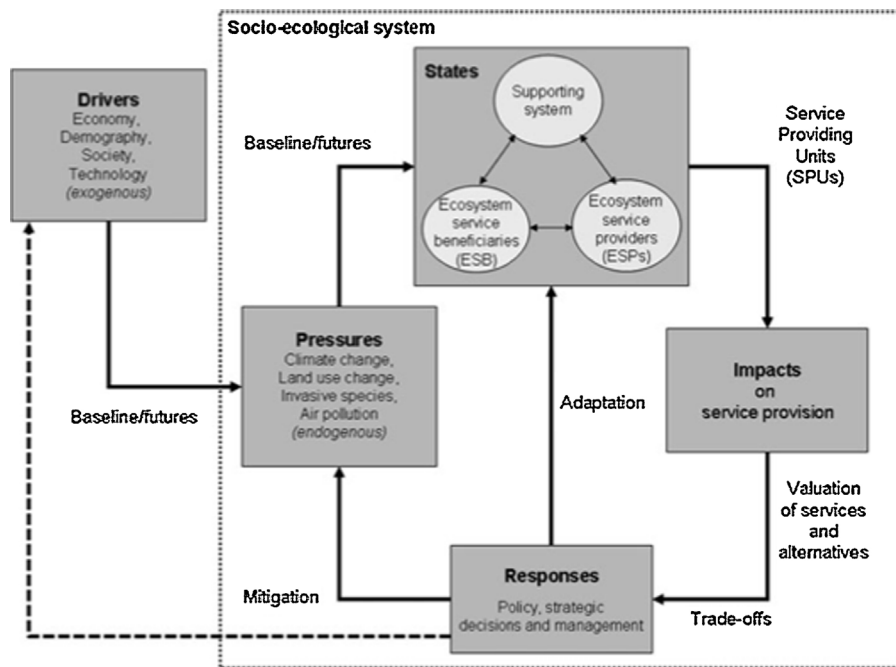 Socio-ecological system
Drivers
Economy,
Demography,
Society,
Technology
(exogenous)
Baseline/futures
States
Supporting
system
Ecosystem
service
beneficiaries
(ESB)
Ecosystem
service
providers
(ESPs)
Baseline/futures
Service
Providing
Units
(SPUs)
Pressures
Climate change,
Land use change,
Invasive species,
Air pollution
(endogenous)
Adaptation
Impacts
on
service provision
Valuation
of services
and
alternatives
Mitigation
Responses
Policy, strategic
decisions and management
Trade-offs